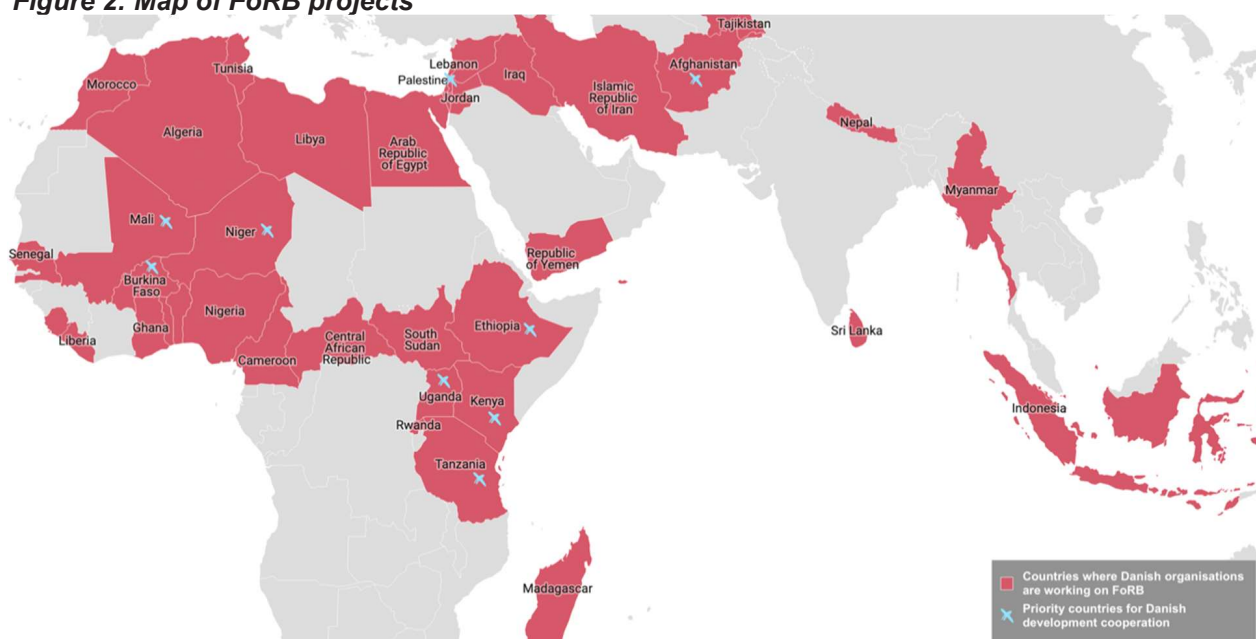 Figure 2: Map of FoRB projects
Tajikistan
Lebanon
Afghanistan
Tunisia
Palestine
Iraq
Morocco
Islamic
Republic
of Iran
Jordan
Algeria
Libya
Arab
Republic
of Egypt
Nepal
Myanmar
Mali
Niger
Senegal
Republic
of Yemen
Burkina
Faso
Nigeria
Ghana
Ethiopia
Liberia
Central
African
Republic
South
Sudan
Sri Lanka
Cameroon
Uganda
Kenya
Indonesia
Rwanda
Tanzania
Madagascar
Countries where Danish organisations
are working on FoRB
Priority countries for Danish
development cooperation